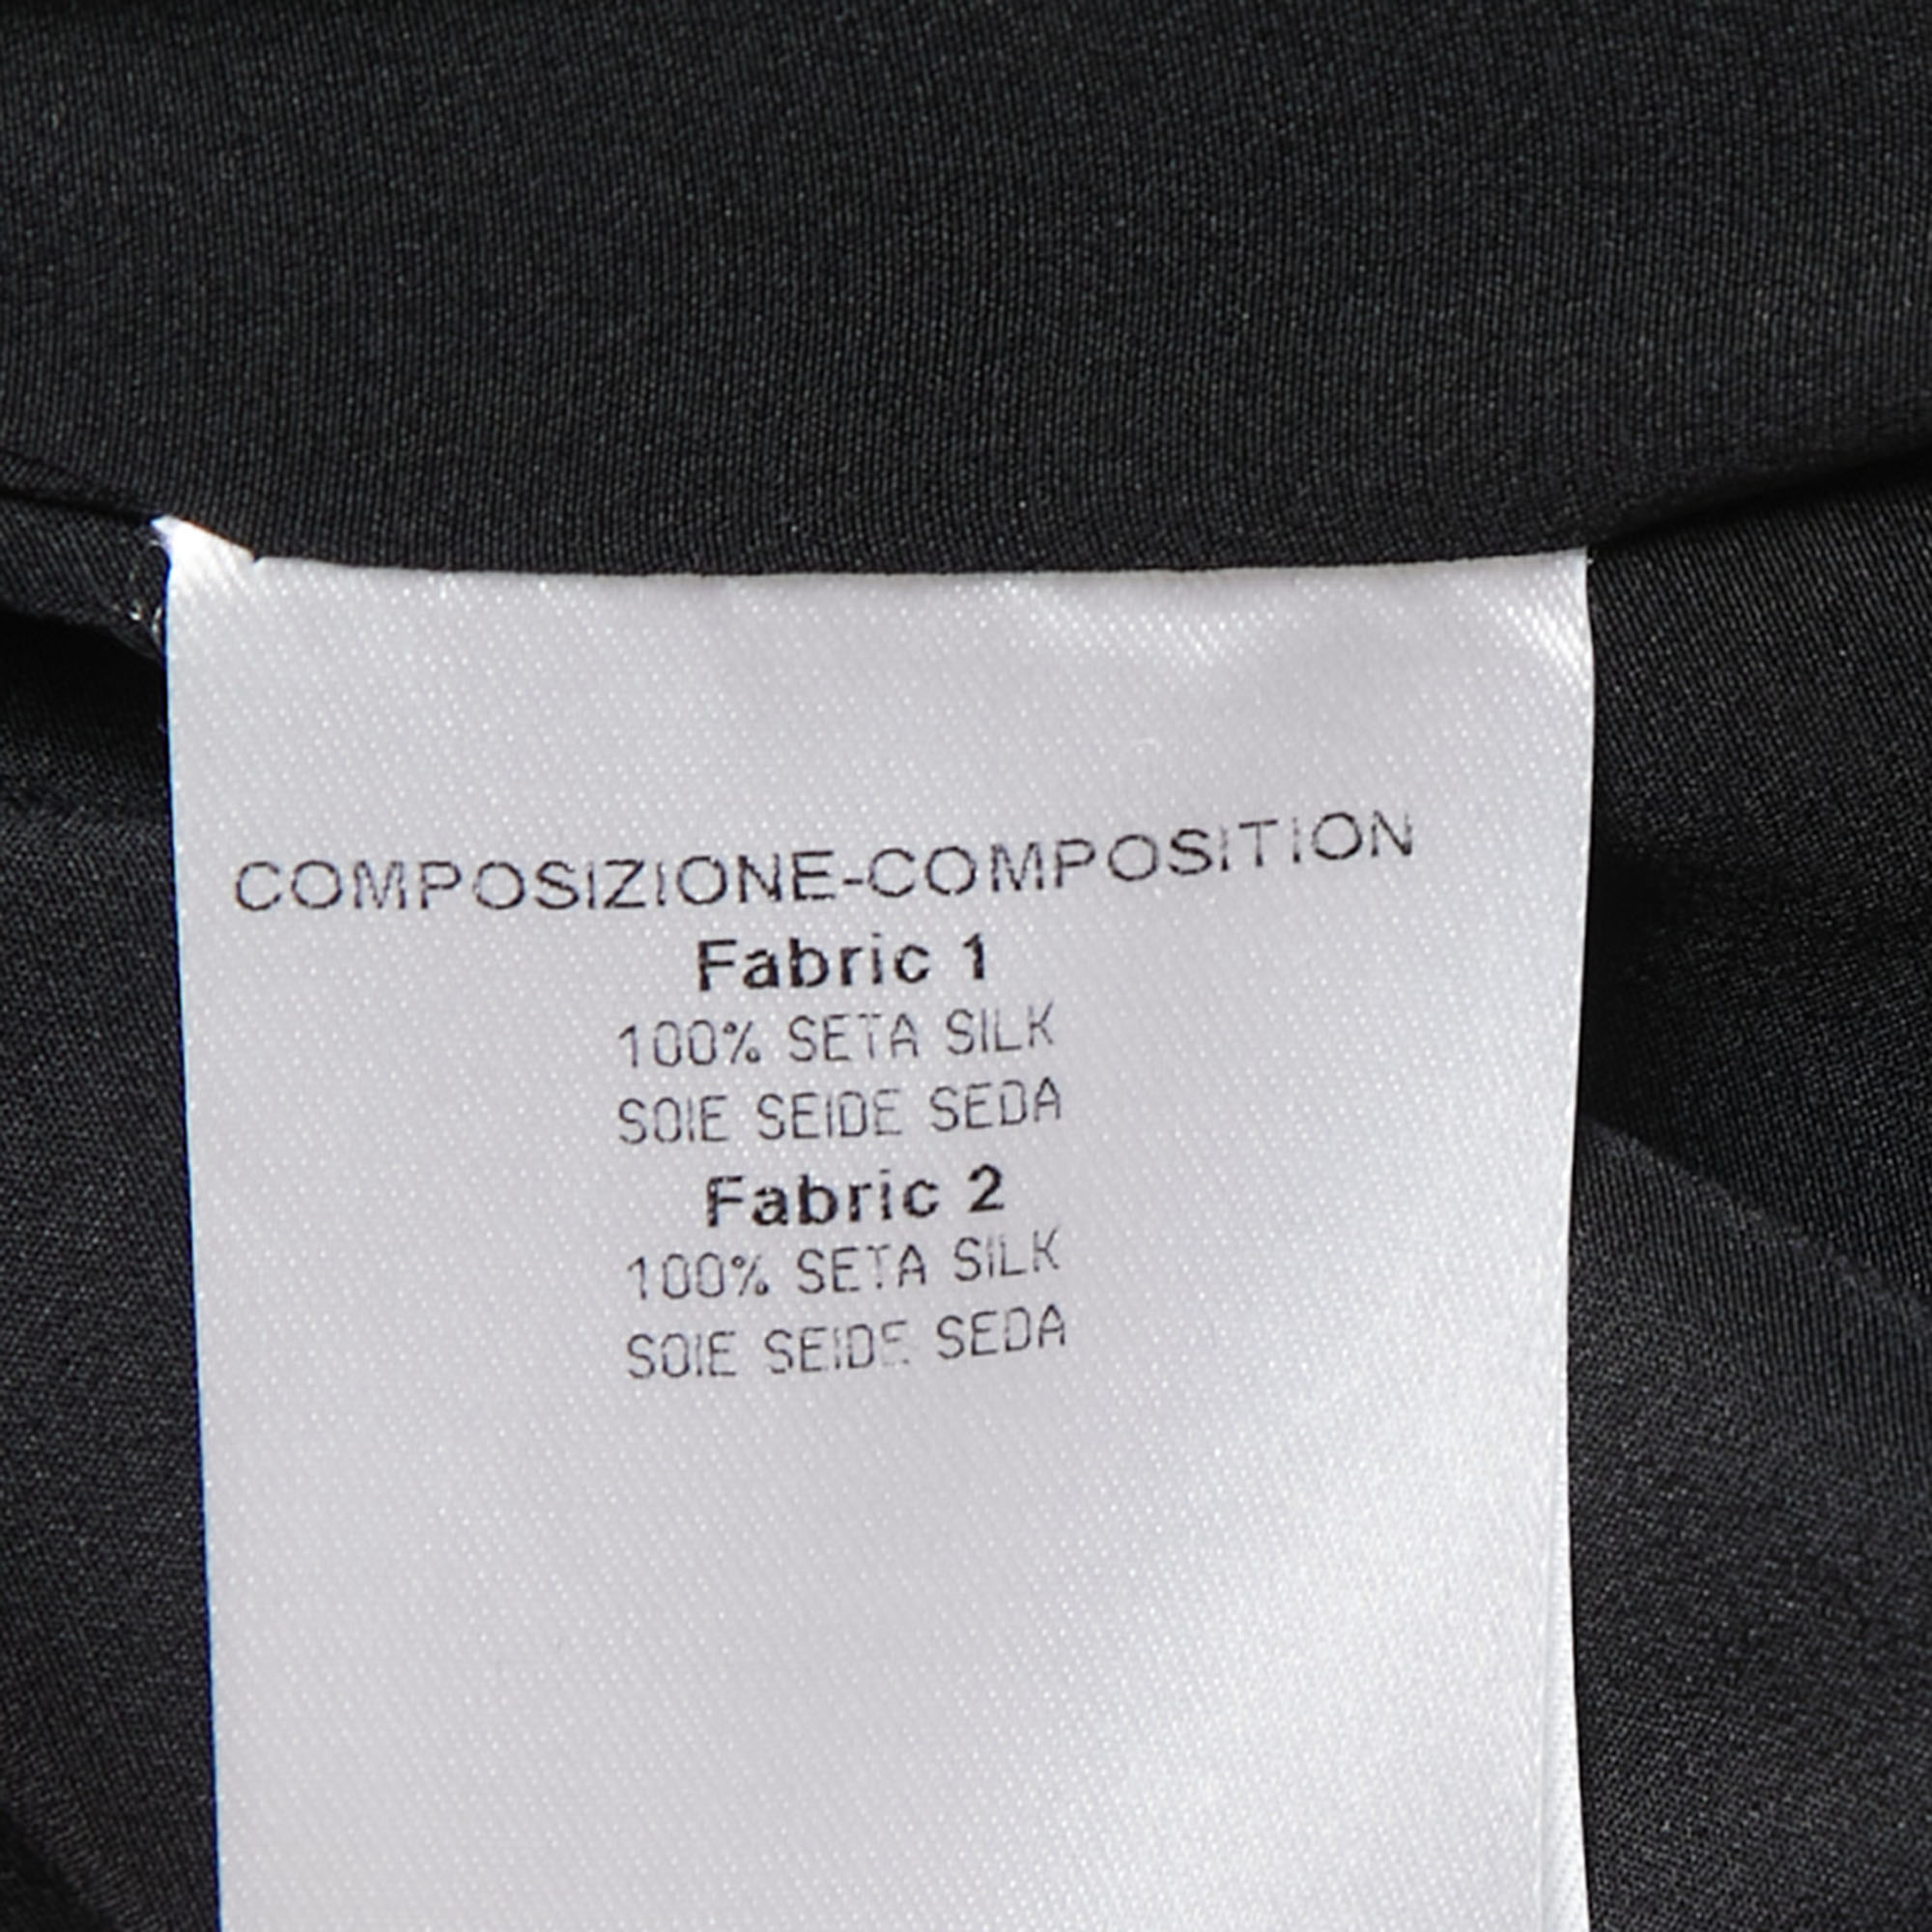 COMPOSIZIONE-COMPOSITION
Fabric 1
100% SETA SILK
SOIE SEIDE SEDA
Fabric 2
100% SETA SILK
SOIE SEIDE SEDA